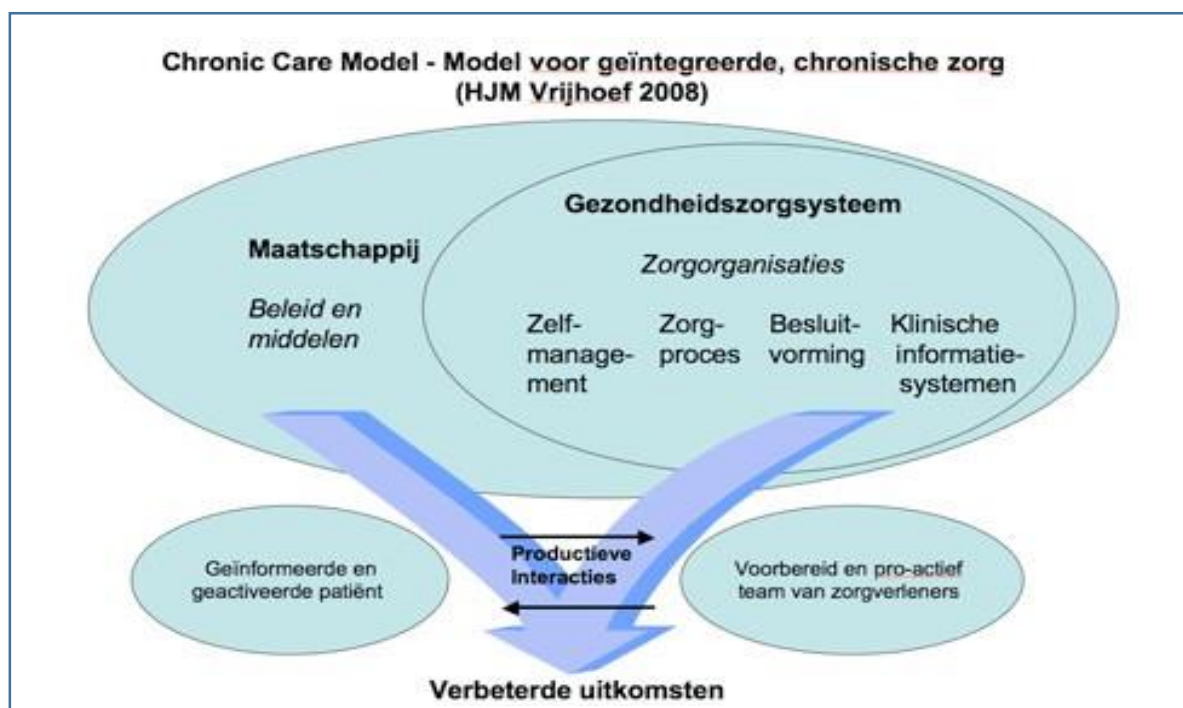 Chronic Care Model - Model voor geïntegreerde, chronische zorg
(HJM Vrijhoef 2008)
Gezondheidszorgsysteem
Maatschappij
Zorgorganisaties
Beleid en
middelen
Zelf-
manage-
ment
Zorg-
proces
Besluit-
vorming
Klinische
informatie-
systemen
Geïnformeerde en
geactiveerde patiënt
Productieve
Interacties
Voorbereid en pro-actief
team van zorgverleners
Verbeterde uitkomsten